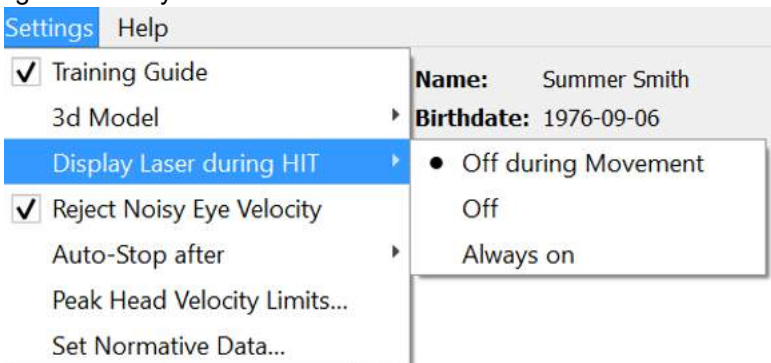 Settings Help
Training Guide
Name: Summer Smith
3d Model
Birthdate: 1976-09-06
Display Laser during HIT
Off during Movement
Reject Noisy Eye Velocity
Off
Auto-Stop after
Always on
Peak Head Velocity Limits...
Set Normative Data...